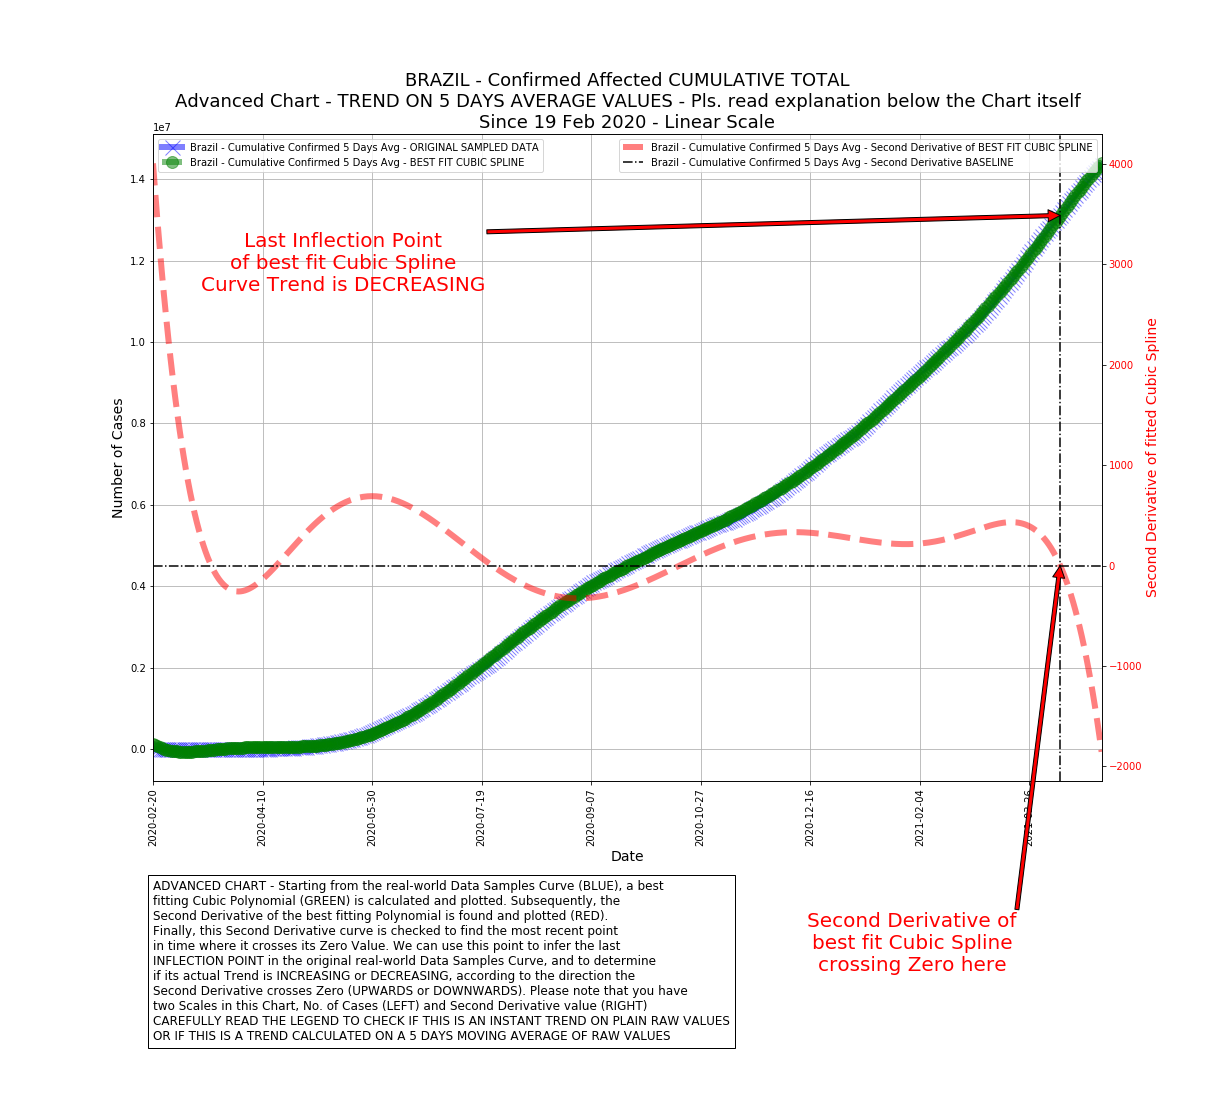 BRAZIL - Confirmed Affected CUMULATIVE TOTAL
Advanced Chart - TREND ON 5 DAYS AVERAGE VALUES - Pls. read explanation below the Chart itself
Since 19 Feb 2020 - Linear Scale
1e7
Brazil - Cumulative Confirmed 5 Days Avg - ORIGINAL SAMPLED DATA
Brazil - Cumulative Confirmed 5 Days Avg - BEST FIT CUBIC SPLINE
Brazil - Cumulative Confirmed 5 Days Avg - Second Derivative of BEST FIT CUBIC SPLINE
Brazil - Cumulative Confirmed 5 Days Avg - Second Derivative BASELINE
Last Inflection Point
of best fit Cubic Spline
Curve Trend is DECREASING
Number of Cases
1.4
1.2
1.0
0.8
0.6
0.4
0.2
0.0
4000
3000
2000
1000
0
−1000
−2000
Second Derivative of fitted Cubic Spline
2020-02-20
2020-04-10
2020-05-30
2020-07-19
2020-09-07
2020-10-27
2020-12-16
2021-02-04
2021-03-26
Date
ADVANCED CHART - Starting from the real-world Data Samples Curve (BLUE), a best
fitting Cubic Polynomial (GREEN) is calculated and plotted. Subsequently, the
Second Derivative of the best fitting Polynomial is found and plotted (RED).
Finally, this Second Derivative curve is checked to find the most recent point
in time where it crosses its Zero Value. We can use this point to infer the last
INFLECTION POINT in the original real-world Data Samples Curve, and to determine
if its actual Trend is INCREASING or DECREASING, according to the direction the
Second Derivative crosses Zero (UPWARDS or DOWNWARDS). Please note that you have
two Scales in this Chart, No. of Cases (LEFT) and Second Derivative value (RIGHT)
CAREFULLY READ THE LEGEND TO CHECK IF THIS IS AN INSTANT TREND ON PLAIN RAW VALUES
OR IF THIS IS A TREND CALCULATED ON A 5 DAYS MOVING AVERAGE OF RAW VALUES
Second Derivative of
best fit Cubic Spline
crossing Zero here